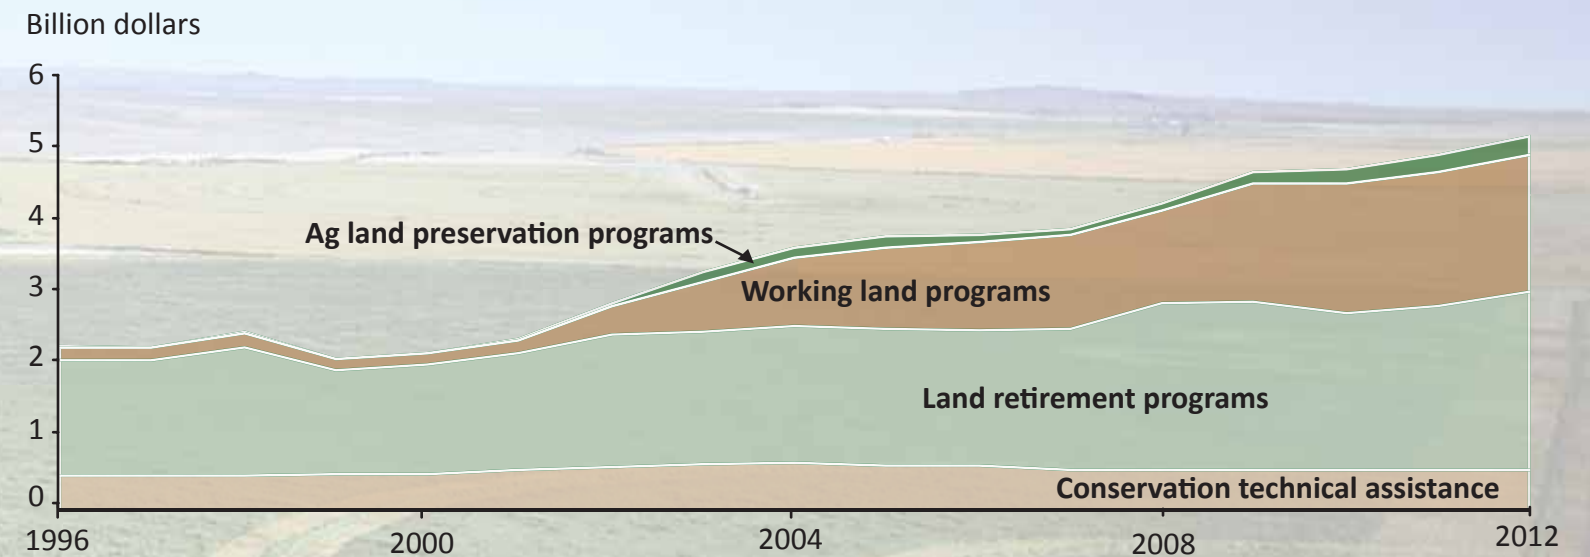 Billion dollars
6
5
4
3
2
1
0
Ag land preservation programs
Working land programs
Land retirement programs
Conservation technical assistance
1996 2000 2004 2008 2012